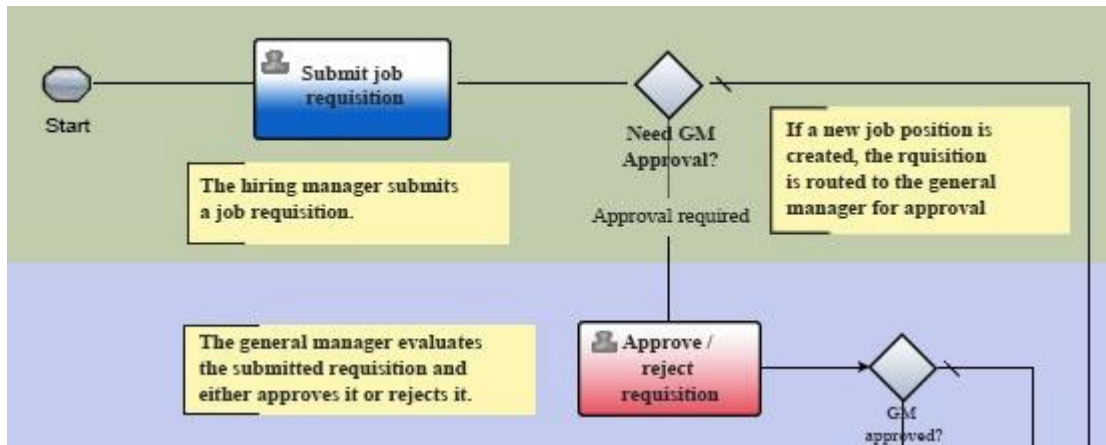 Submit job
requisition
Start
Need GM
Approval?
If a new job position is
created, the rquisition
is routed to the general
manager for approval
The hiring manager submits
a job requisition.
Approval required
The general manager evaluates
the submitted requisition and
either approves it or rejects it.
Approve /
reject
requisition
GM
approved?